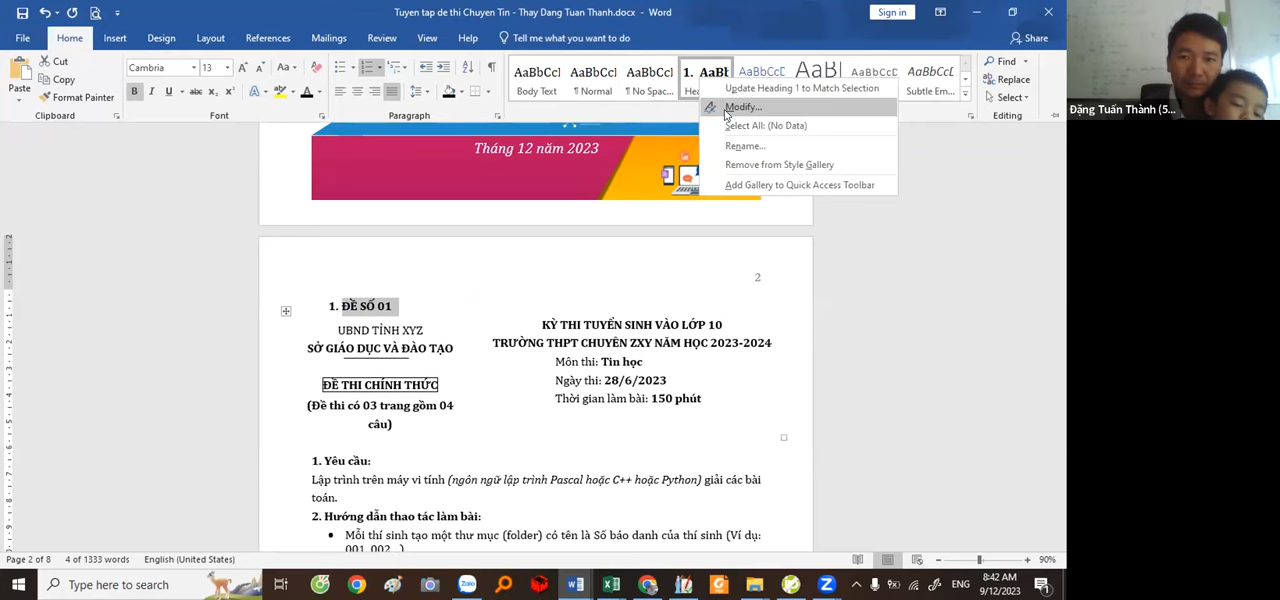 Tuyen tap de thi Chuyen Tin - Thay Dang Tuan Thanh.docx - Word
Sign in
File Home Insert Design Layout References Mailings Review View Help Tell me what you want to do Share
Cut
Copy
Format Painter
Paste
Clipboard
Cambria 13
Font
Paragraph
AaBbCcI AaBbCcI AaBbCcI 1. AaBb AaBbCcD AaBl AaBbCcD AaBbCcD
Body Text ¶ Normal ¶ No Spac... Subtle Em...
Update Heading 1 to Match Selection
Modify...
Select All: (No Data)
Rename...
Remove from Style Gallery
Add Gallery to Quick Access Toolbar
Find
Replace
Select
Editing
Đặng Tuấn Thành (5...
Tháng 12 năm 2023
2
1. ĐỀ SỐ 01
UBND TỈNH XYZ
SỞ GIÁO DỤC VÀ ĐÀO TẠO
ĐỀ THI CHÍNH THỨC
(Đề thi có 03 trang gồm 04
câu)
KỲ THI TUYỂN SINH VÀO LỚP 10
TRƯỜNG THPT CHUYÊN ZXY NĂM HỌC 2023-2024
Môn thi: Tin học
Ngày thi: 28/6/2023
Thời gian làm bài: 150 phút
1. Yêu cầu:
Lập trình trên máy vi tính (ngôn ngữ lập trình Pascal hoặc C++ hoặc Python) giải các bài
toán.
2. Hướng dẫn thao tác làm bài:
• Mỗi thí sinh tạo một thư mục (folder) có tên là Số báo danh của thí sinh (Ví dụ:
001, 002...)
Page 2 of 8 4 of 1333 words English (United States) 90%
Type here to search
ENG
8:42 AM
9/12/2023